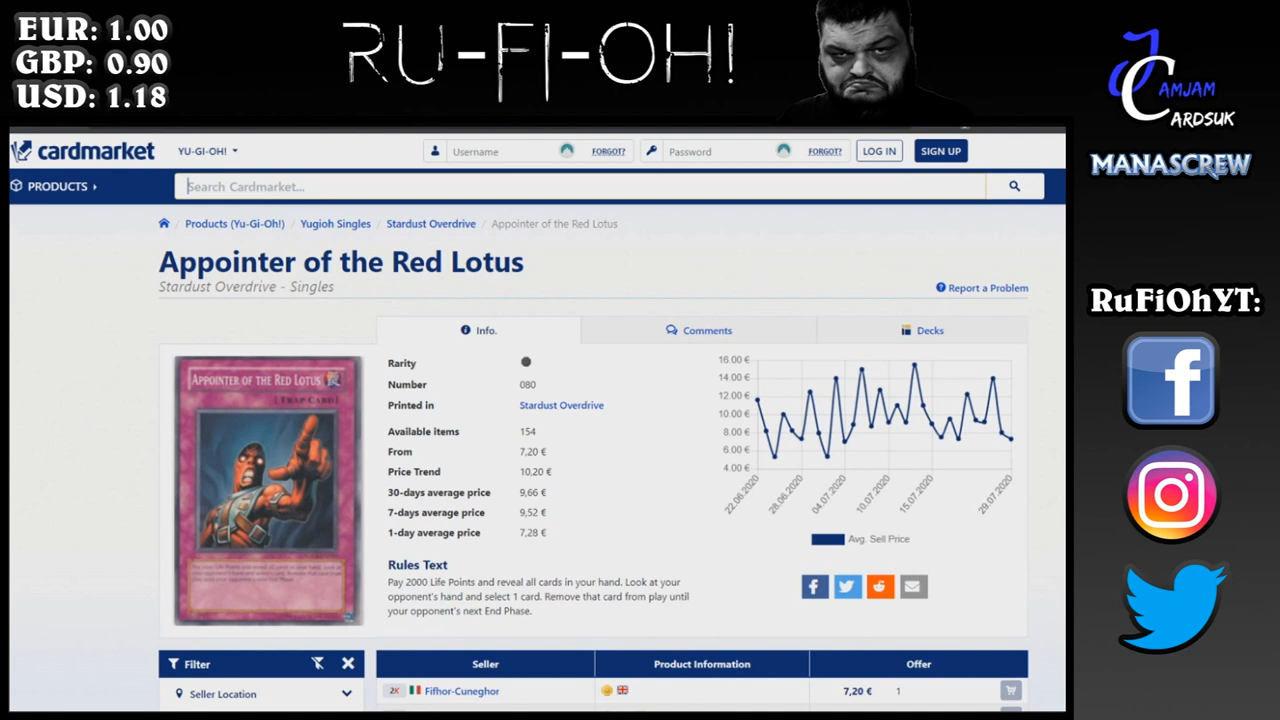 EUR: 1.00
GBP: 0.90
USD: 1.18
RU-FI-OH!
JAMJAM
CARDSUK
MANASCREW
RuFiOhYT:
cardmarket
YU-GI-OH!
Username
FORGOT?
Password
FORGOT?
LOG IN
SIGN UP
PRODUCTS
Search Cardmarket...
Products (Yu-Gi-Oh!) / Yugioh Singles / Stardust Overdrive / Appointer of the Red Lotus
Appointer of the Red Lotus
Stardust Overdrive - Singles
Report a Problem
Info.
Comments
Decks
APPOINTER OF THE RED LOTUS
[TRAP CARD]
Rarity
Number 080
Printed in Stardust Overdrive
Available items 154
From 7,20 €
Price Trend 10,20 €
30-days average price 9,66 €
7-days average price 9,52 €
1-day average price 7,28 €
Rules Text
Pay 2000 Life Points and reveal all cards in your hand. Look at your
opponent's hand and select 1 card. Remove that card from play until
your opponent's next End Phase.
16.00 €
14.00 €
12.00 €
10.00 €
8.00 €
6.00 €
4.00 €
22.06.2020
28.06.2020
04.07.2020
10.07.2020
15.07.2020
29.07.2020
Avg. Sell Price
Filter
Seller Location
Seller
Product Information
Offer
2K
Fifhor-Cuneghor
7,20 €
1